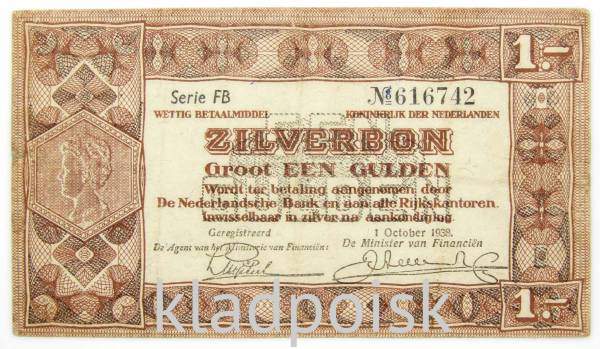 1.-
Serie FB № 616742
WETTIG BETAALMIDDEL KONINKRIJK DER NEDERLANDEN
ZILVERBON
Groot EEN GULDEN
Wordt ter betaling aangenomen door
De Nederlandsche Bank en aan alle Rijkskantoren.
Inwisselbaar in zilver na aankondiging
Geregistreerd 1 October 1938.
De Agent van het Ministerie van Financiën: De Minister van Financiën
kladpoisk
1.-